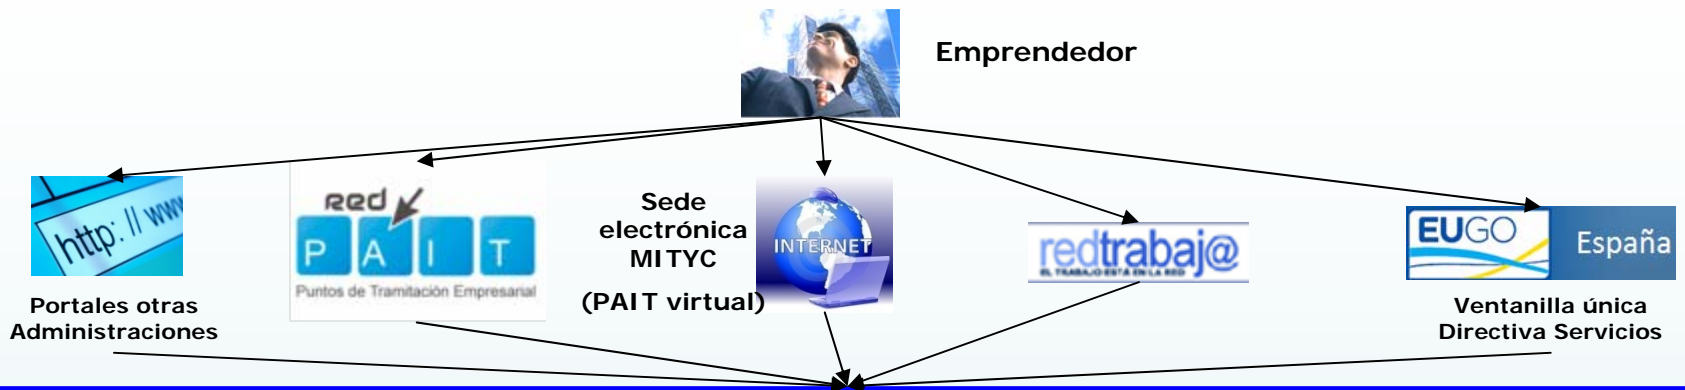 Emprendedor
http: // www
Portales otras
Administraciones
red
PAIT
Puntos de Tramitación Empresarial
Sede
electrónica
MITYC
(PAIT virtual)
INTERNET
redtrabaj@
EL TRABAJO ESTÁ EN LA RED
EUGO España
Ventanilla única
Directiva Servicios